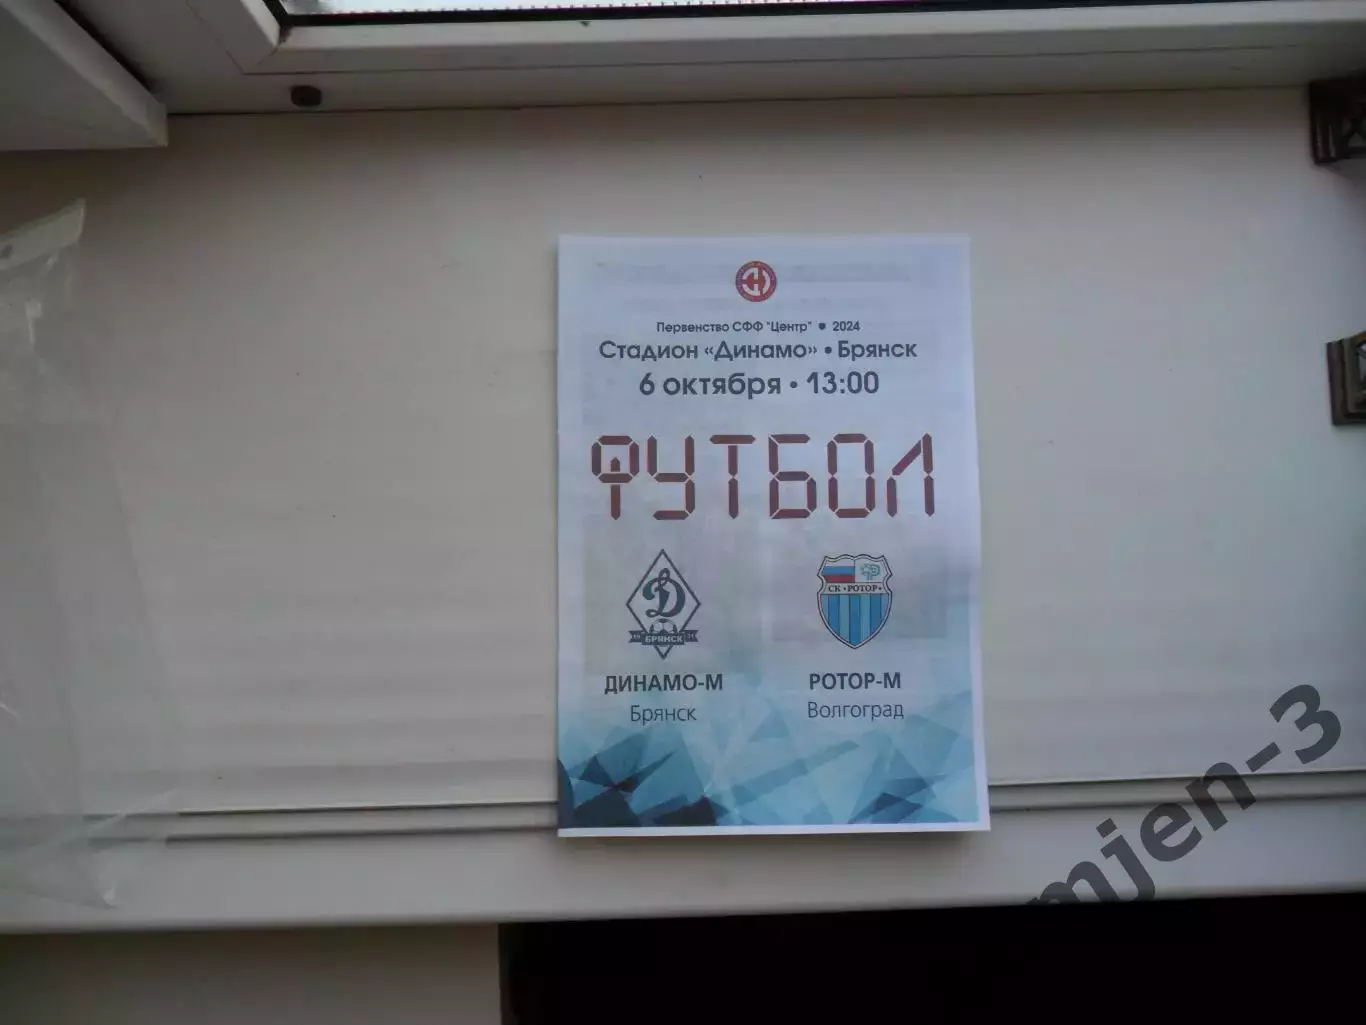 Первенство СФФ "Центр" • 2024
Стадион «Динамо» • Брянск
6 октября • 13:00
ФУТБОЛ
БРЯНСК
СК·РОТОР·
ДИНАМО-М
Брянск
РОТОР-М
Волгоград
mjen-3